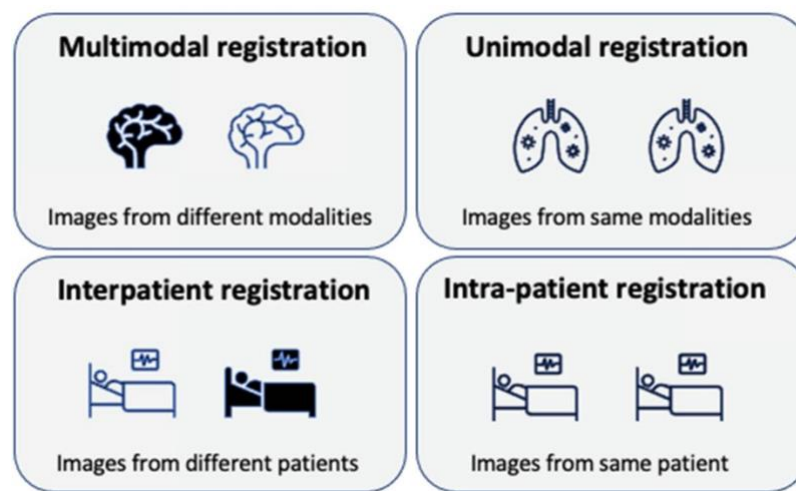 Multimodal registration
Images from different modalities
Unimodal registration
Images from same modalities
Interpatient registration
Images from different patients
Intra-patient registration
Images from same patient